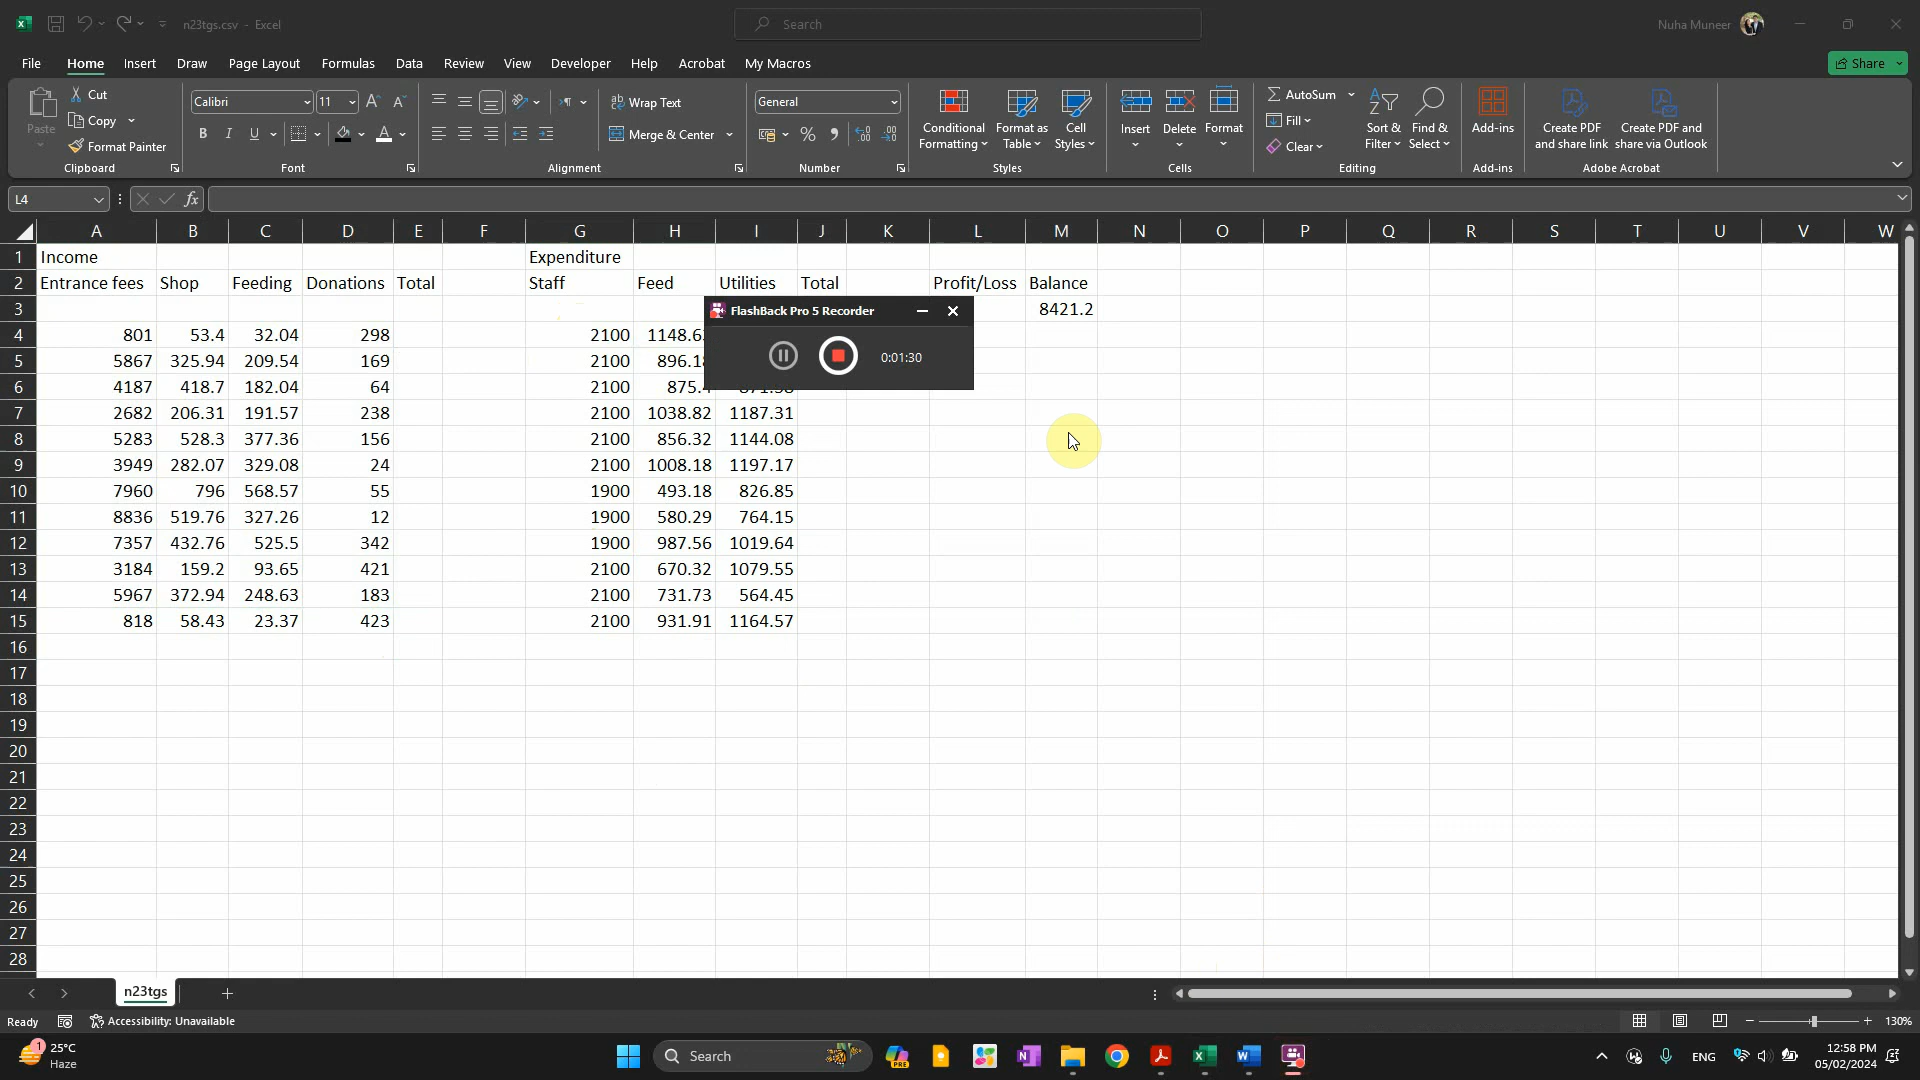 n23tgs.csv - Excel
Search
Nuha Muneer
File Home Insert Draw Page Layout Formulas Data Review View Developer Help Acrobat My Macros
Share
Paste
Cut
Copy
Format Painter
Clipboard
Calibri 11
B I U
Font
Wrap Text
Merge & Center
Alignment
General
Number
Conditional Formatting
Format as Table
Cell Styles
Styles
Insert
Delete
Format
Cells
AutoSum
Fill
Clear
Sort & Filter
Find & Select
Editing
Add-ins
Add-ins
Create PDF and share link
Create PDF and share via Outlook
Adobe Acrobat
L4
fx
A B C D E F G H I J K L M N O P Q R S T U V W
1 Income Expenditure
2 Entrance fees Shop Feeding Donations Total Staff Feed Utilities Total Profit/Loss Balance
3 8421.2
FlashBack Pro 5 Recorder
0:01:30
4 801 53.4 32.04 298 2100
5 5867 325.94 209.54 169 2100
6 4187 418.7 182.04 64 2100
7 2682 206.31 191.57 238 2100 1038.82 1187.31
8 5283 528.3 377.36 156 2100 856.32 1144.08
9 3949 282.07 329.08 24 2100 1008.18 1197.17
10 7960 796 568.57 55 1900 493.18 826.85
11 8836 519.76 327.26 12 1900 580.29 764.15
12 7357 432.76 525.5 342 1900 987.56 1019.64
13 3184 159.2 93.65 421 2100 670.32 1079.55
14 5967 372.94 248.63 183 2100 731.73 564.45
15 818 58.43 23.37 423 2100 931.91 1164.57
16
17
18
19
20
21
22
23
24
25
26
27
28
n23tgs
Ready
Accessibility: Unavailable
130%
1
25°C
Haze
Search
PRE
ENG
12:58 PM
05/02/2024